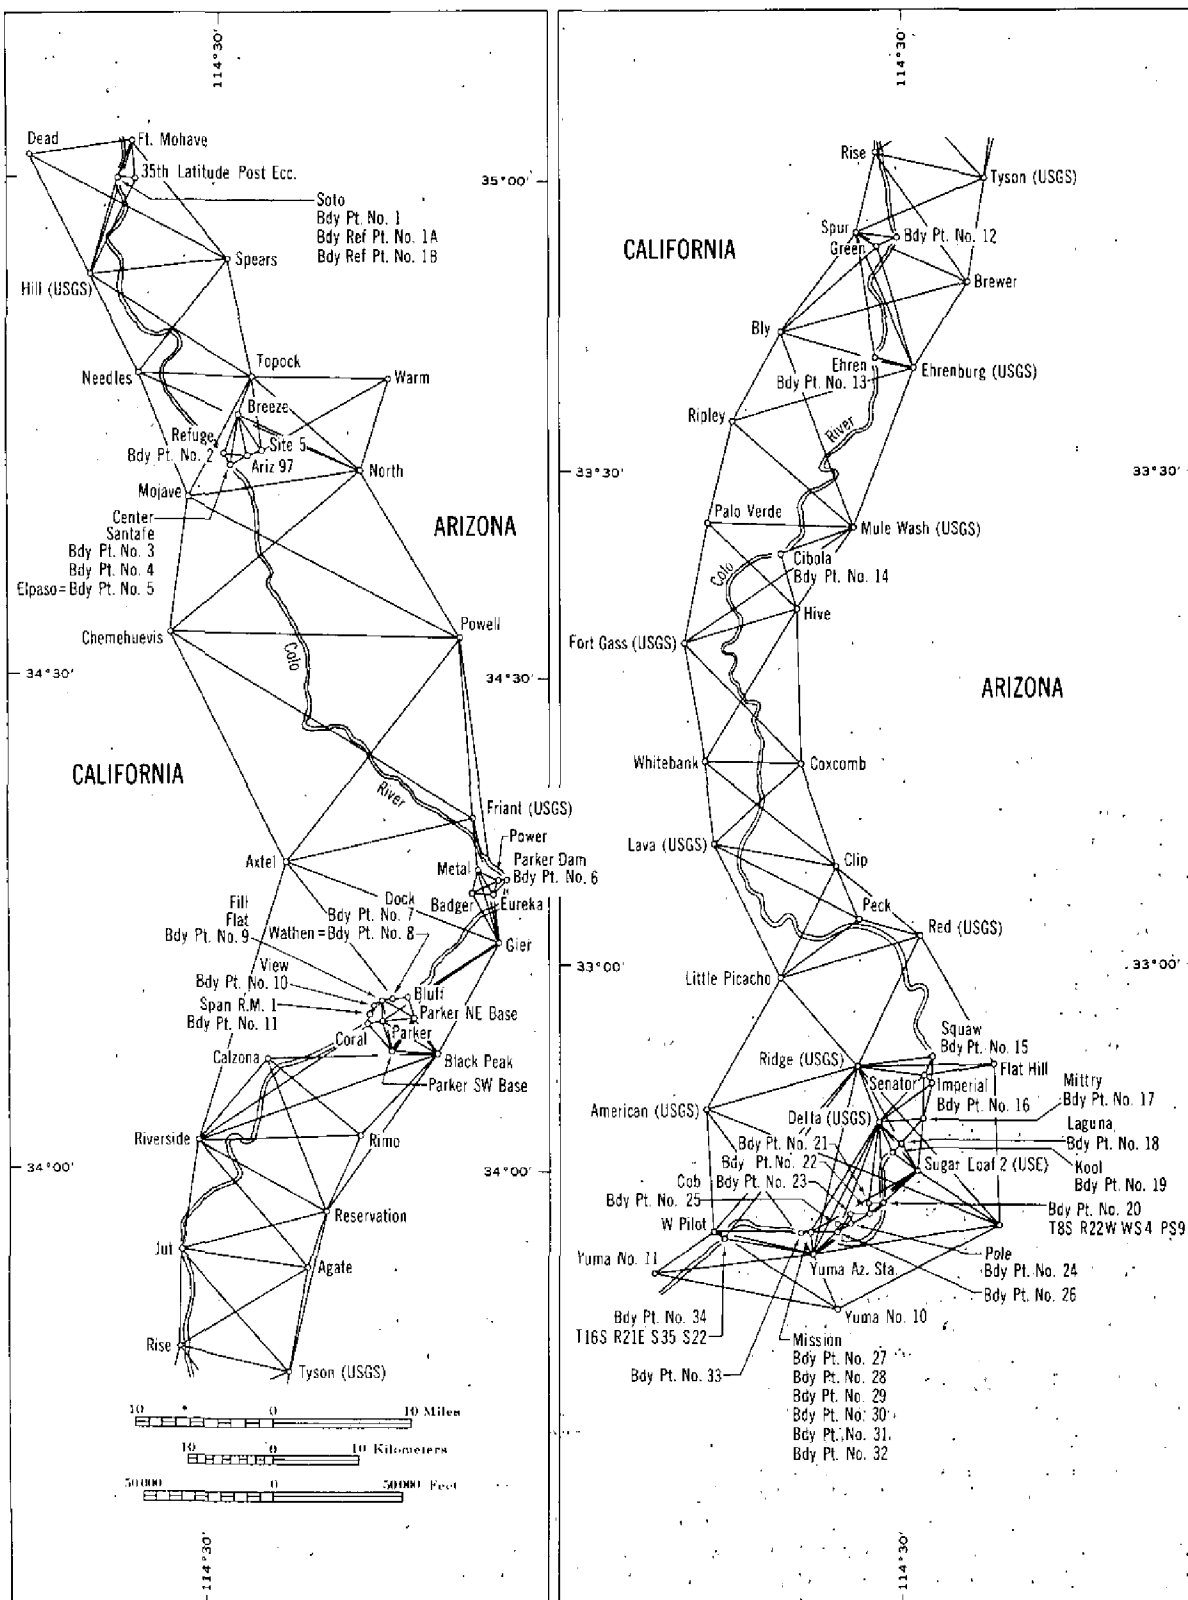 114°30'
Dead
Ft. Mohave
35th Latitude Post Ecc.
35°00'
Soto
Bdy Pt. No. 1
Bdy Ref Pt. No. 1A
Bdy Ref Pt. No. 1B
Spears
Hill (USGS)
Topock
Needles
Warm
Breeze
Refuge
Bdy Pt. No. 2
Site 5
Ariz 97
North
Mojave
ARIZONA
Center
Santafe
Bdy Pt. No. 3
Bdy Pt. No. 4
Elpaso=Bdy Pt. No. 5
Powell
Chemehuevis
Colo
34°30'
34°30'
CALIFORNIA
River
Friant (USGS)
Power
Axtel
Metal
Parker Dam
Bdy Pt. No. 6
Badger
Eureka
Dock
Bdy Pt. No. 7
Wathen=Bdy Pt. No. 8
Fill
Flat
Bdy Pt. No. 9
Gier
View
Bdy Pt. No. 10
Bluff
Span R.M. 1
Bdy Pt. No. 11
Parker NE Base
Coral
Parker
Calzona
Black Peak
Parker SW Base
Riverside
Rimo
34°00'
34°00'
Reservation
Jut
Agate
Rise
Tyson (USGS)
10 0 10 Miles
10 0 10 Kilometers
50000 0 50000 Feet
114°30'
114°30'
Rise
Tyson (USGS)
CALIFORNIA
Spur
Green
Bdy Pt. No. 12
Brewer
Bly
Ehren
Bdy Pt. No. 13
Ehrenburg (USGS)
Ripley
River
33°30'
33°30'
Palo Verde
Mule Wash (USGS)
Colo
Cibola
Bdy Pt. No. 14
Hive
Fort Gass (USGS)
ARIZONA
Whitebank
Coxcomb
Lava (USGS)
Clip
Peck
Red (USGS)
33°00'
33°00'
Little Picacho
Squaw
Bdy Pt. No. 15
Ridge (USGS)
Flat Hill
Senator
Imperial
Bdy Pt. No. 16
Mittry
Bdy Pt. No. 17
American (USGS)
Delta (USGS)
Laguna
Bdy Pt. No. 18
Bdy Pt. No. 21
Bdy Pt. No. 22
Sugar Loaf 2 (USE)
Kool
Bdy Pt. No. 19
Cob
Bdy Pt. No. 23
Bdy Pt. No. 25
Bdy Pt. No. 20
T8S R22W WS4 PS9
W Pilot
Yuma No. 11
Yuma Az. Sta.
Pole
Bdy Pt. No. 24
Bdy Pt. No. 26
Yuma No. 10
Bdy Pt. No. 34
T16S R21E S35 S22
Bdy Pt. No. 33
Mission
Bdy Pt. No. 27
Bdy Pt. No. 28
Bdy Pt. No. 29
Bdy Pt. No. 30
Bdy Pt. No. 31
Bdy Pt. No. 32
114°30'